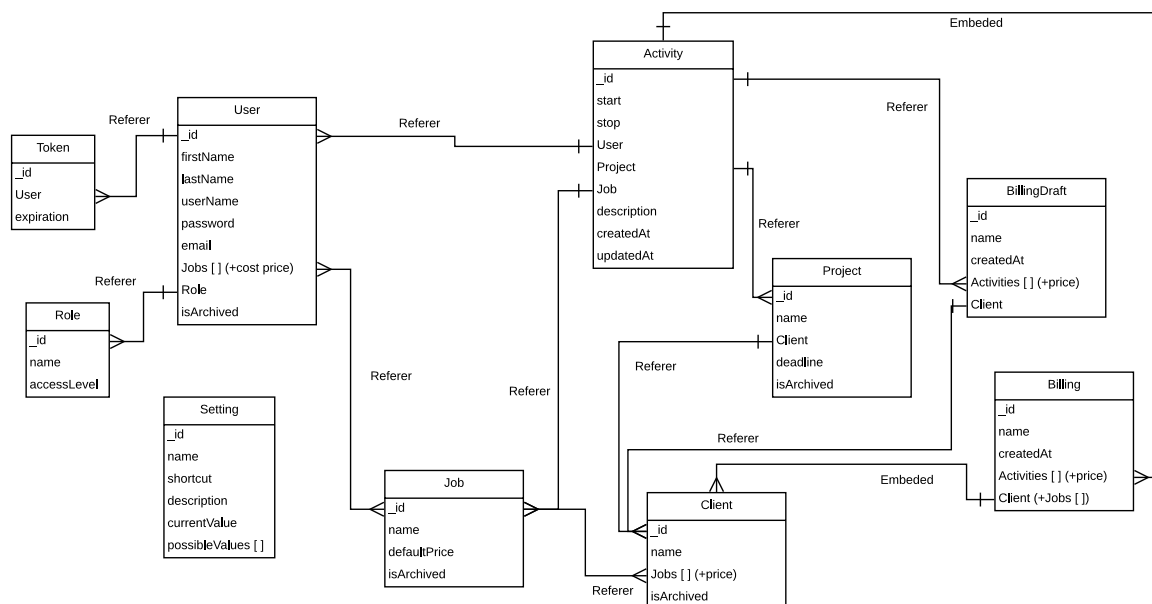 Embeded
Activity
_id
start
stop
User
Project
Job
description
createdAt
updatedAt
Referer
User
_id
firstName
lastName
userName
password
email
Jobs [ ] (+cost price)
Role
isArchived
Referer
Referer
Token
_id
User
expiration
Referer
Role
_id
name
accessLevel
Referer
BillingDraft
_id
name
createdAt
Activities [ ] (+price)
Client
Project
_id
name
Client
deadline
isArchived
Referer
Referer
Referer
Setting
_id
name
shortcut
description
currentValue
possibleValues [ ]
Billing
_id
name
createdAt
Activities [ ] (+price)
Client (+Jobs [ ])
Referer
Embeded
Job
_id
name
defaultPrice
isArchived
Client
_id
name
Jobs [ ] (+price)
isArchived
Referer